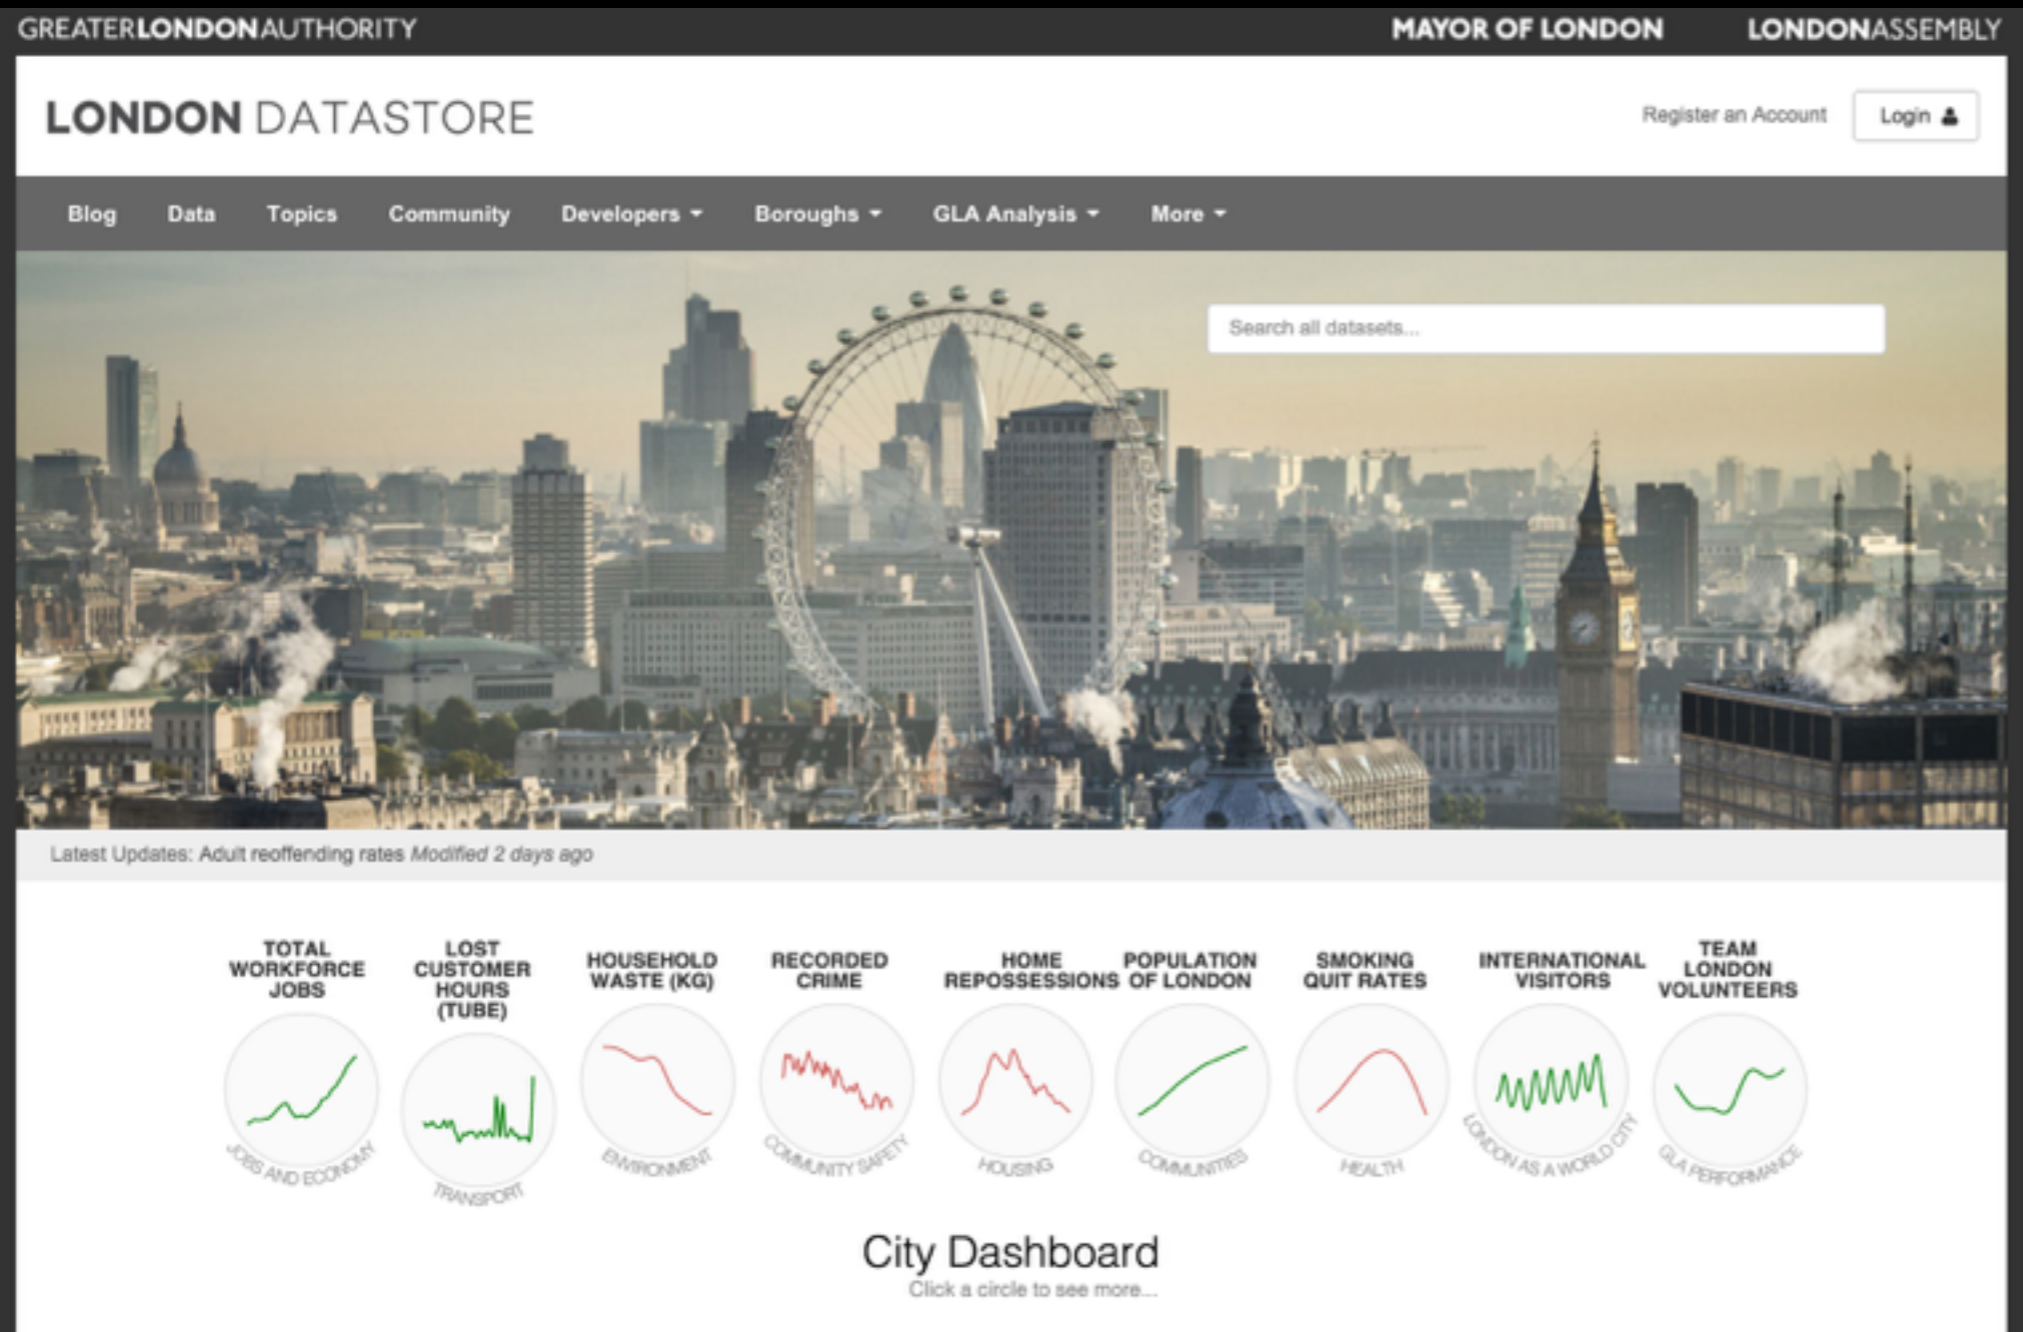 GREATERLONDONAUTHORITY
MAYOR OF LONDON
LONDONASSEMBLY
LONDON DATASTORE
Register an Account
Login
Blog
Data
Topics
Community
Developers
Boroughs
GLA Analysis
More
Search all datasets...
Latest Updates: Adult reoffending rates Modified 2 days ago
TOTAL
WORKFORCE
JOBS
JOBS AND ECONOMY
LOST
CUSTOMER
HOURS
(TUBE)
TRANSPORT
HOUSEHOLD
WASTE (KG)
ENVIRONMENT
RECORDED
CRIME
COMMUNITY SAFETY
HOME
REPOSSESSIONS
HOUSING
POPULATION
OF LONDON
COMMUNITIES
SMOKING
QUIT RATES
HEALTH
INTERNATIONAL
VISITORS
LONDON AS A WORLD CITY
TEAM
LONDON
VOLUNTEERS
GLA PERFORMANCE
City Dashboard
Click a circle to see more...